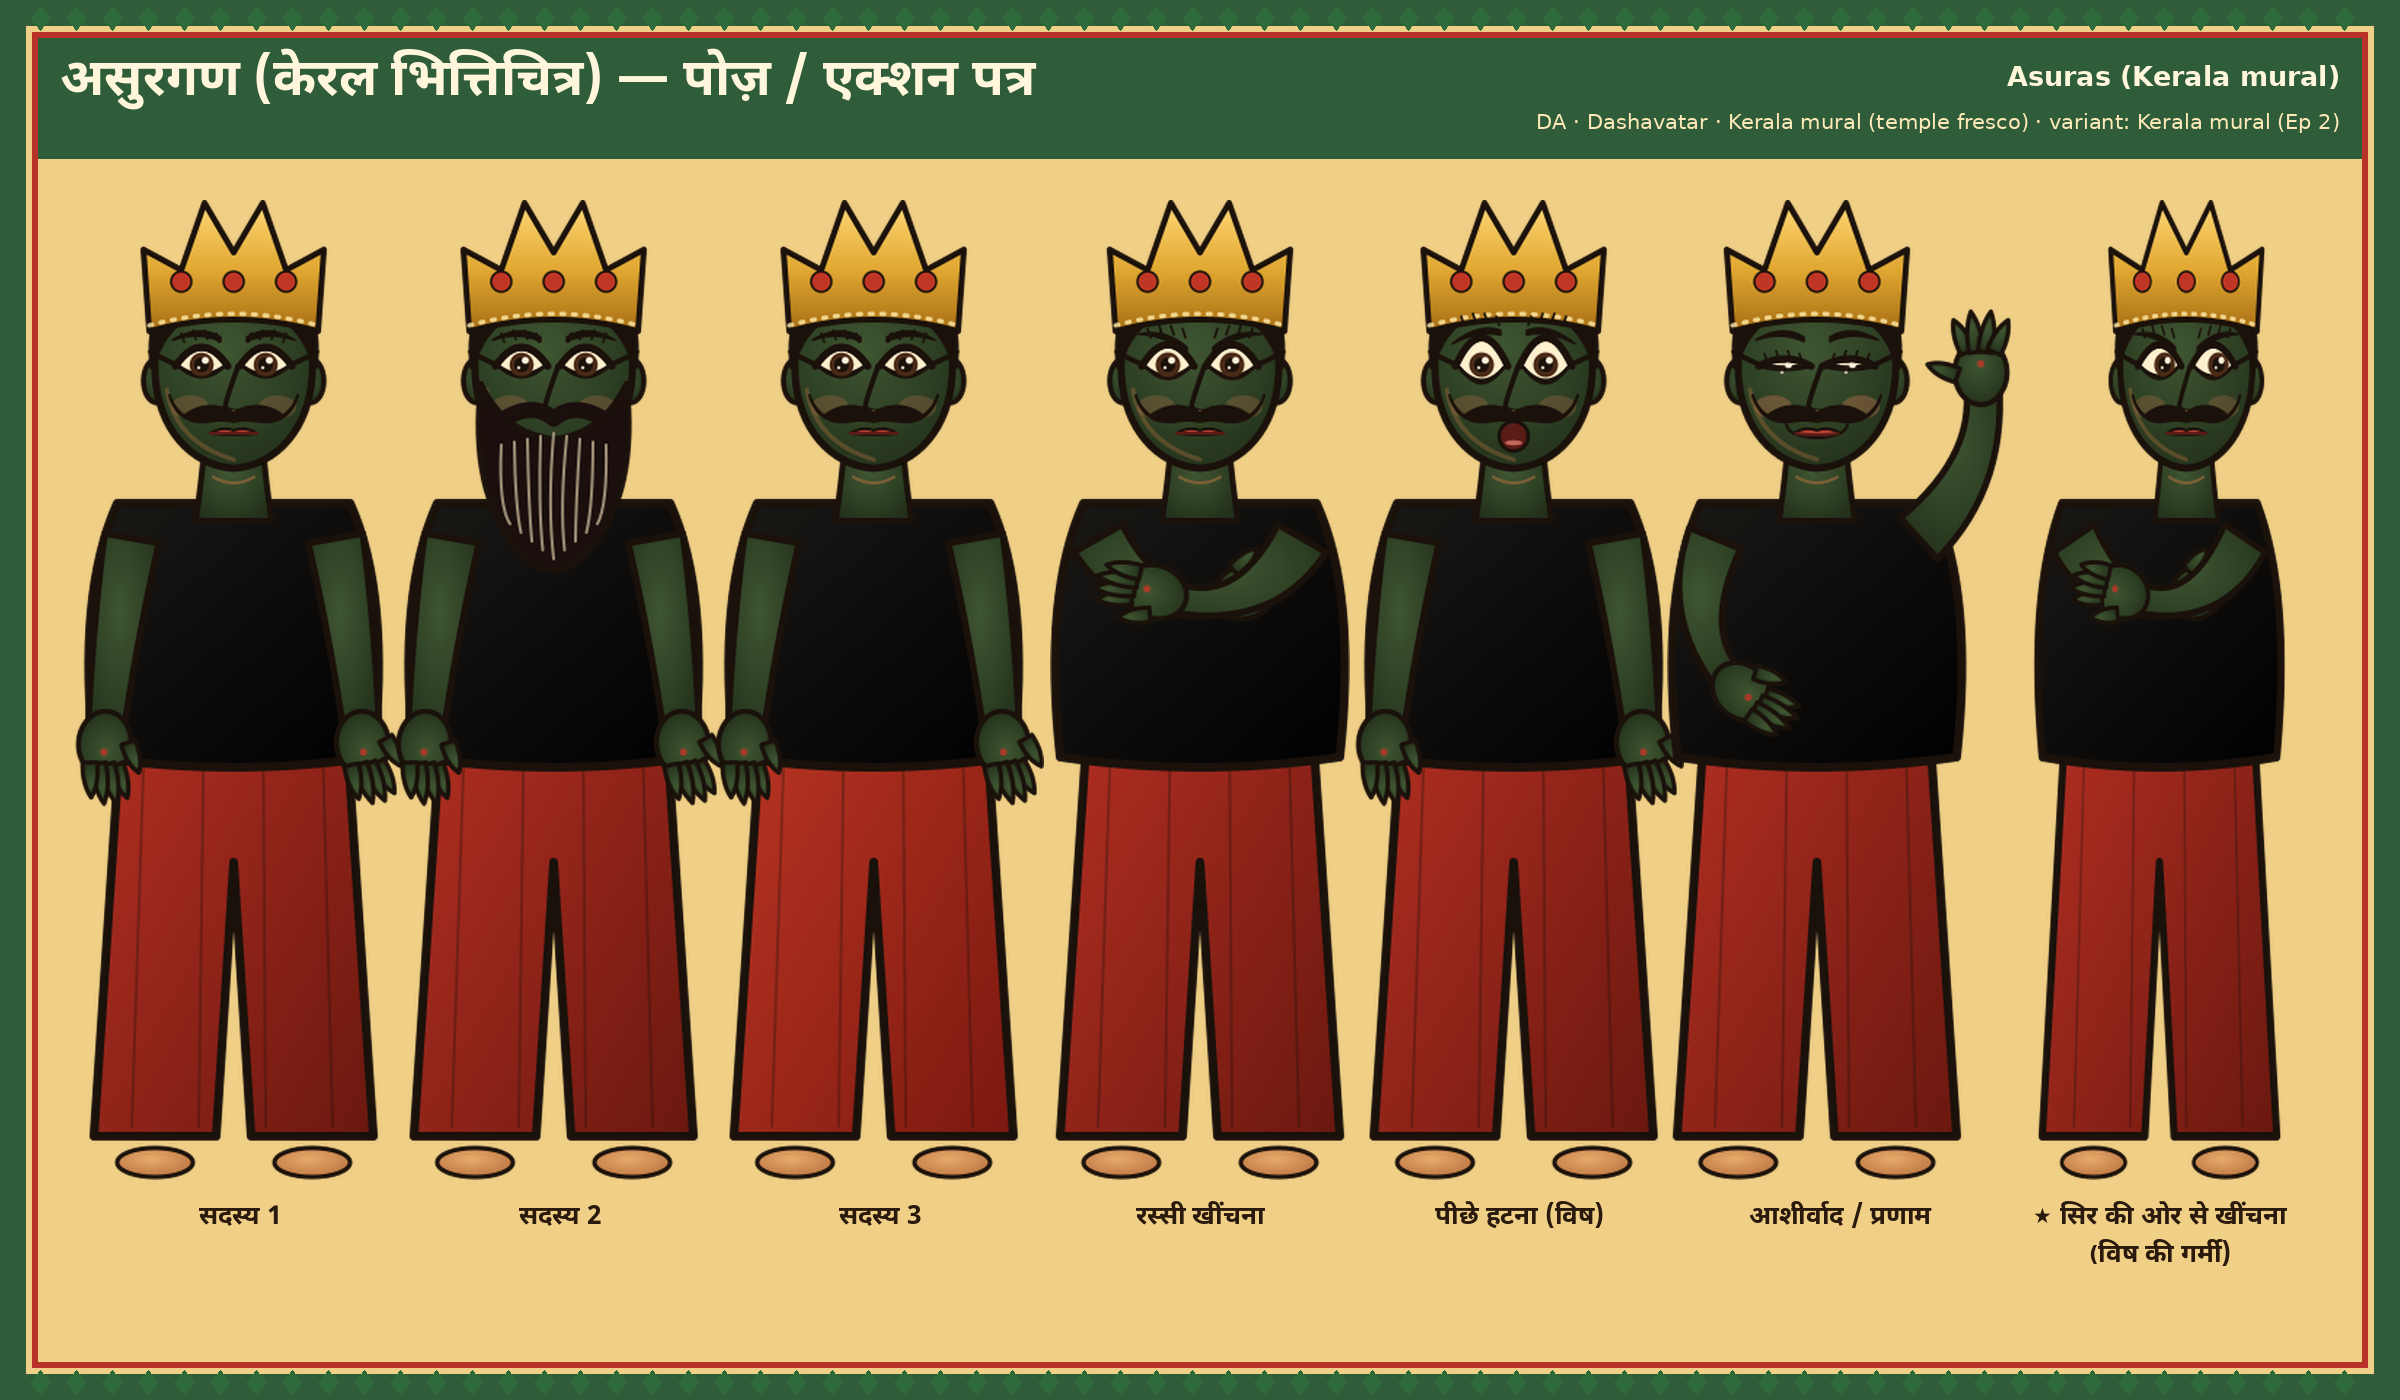 असुरगण (केरल भित्तिचित्र) — पोज़ / एक्शन पत्र
Asuras (Kerala mural)
DA · Dashavatar · Kerala mural (temple fresco) · variant: Kerala mural (Ep 2)
सदस्य 1
सदस्य 2
सदस्य 3
रस्सी खींचना
पीछे हटना (विष)
आशीर्वाद / प्रणाम
★ सिर की ओर से खींचना
(विष की गर्मी)